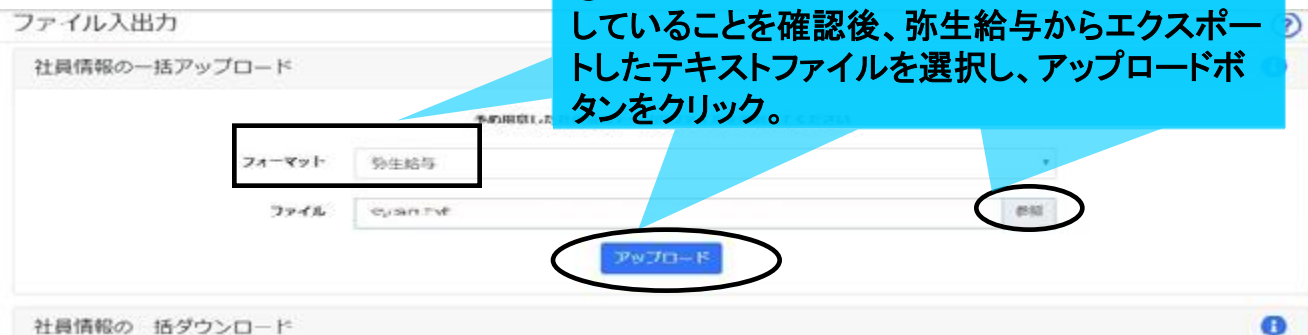 ファイル入出力
していることを確認後、弥生給与からエクスポー
トしたテキストファイルを選択し、アップロードボ
タンをクリック。
社員情報の一括アップロード
フォーマット 弥生給与
ファイル
参照
アップロード
社員情報の一括ダウンロード